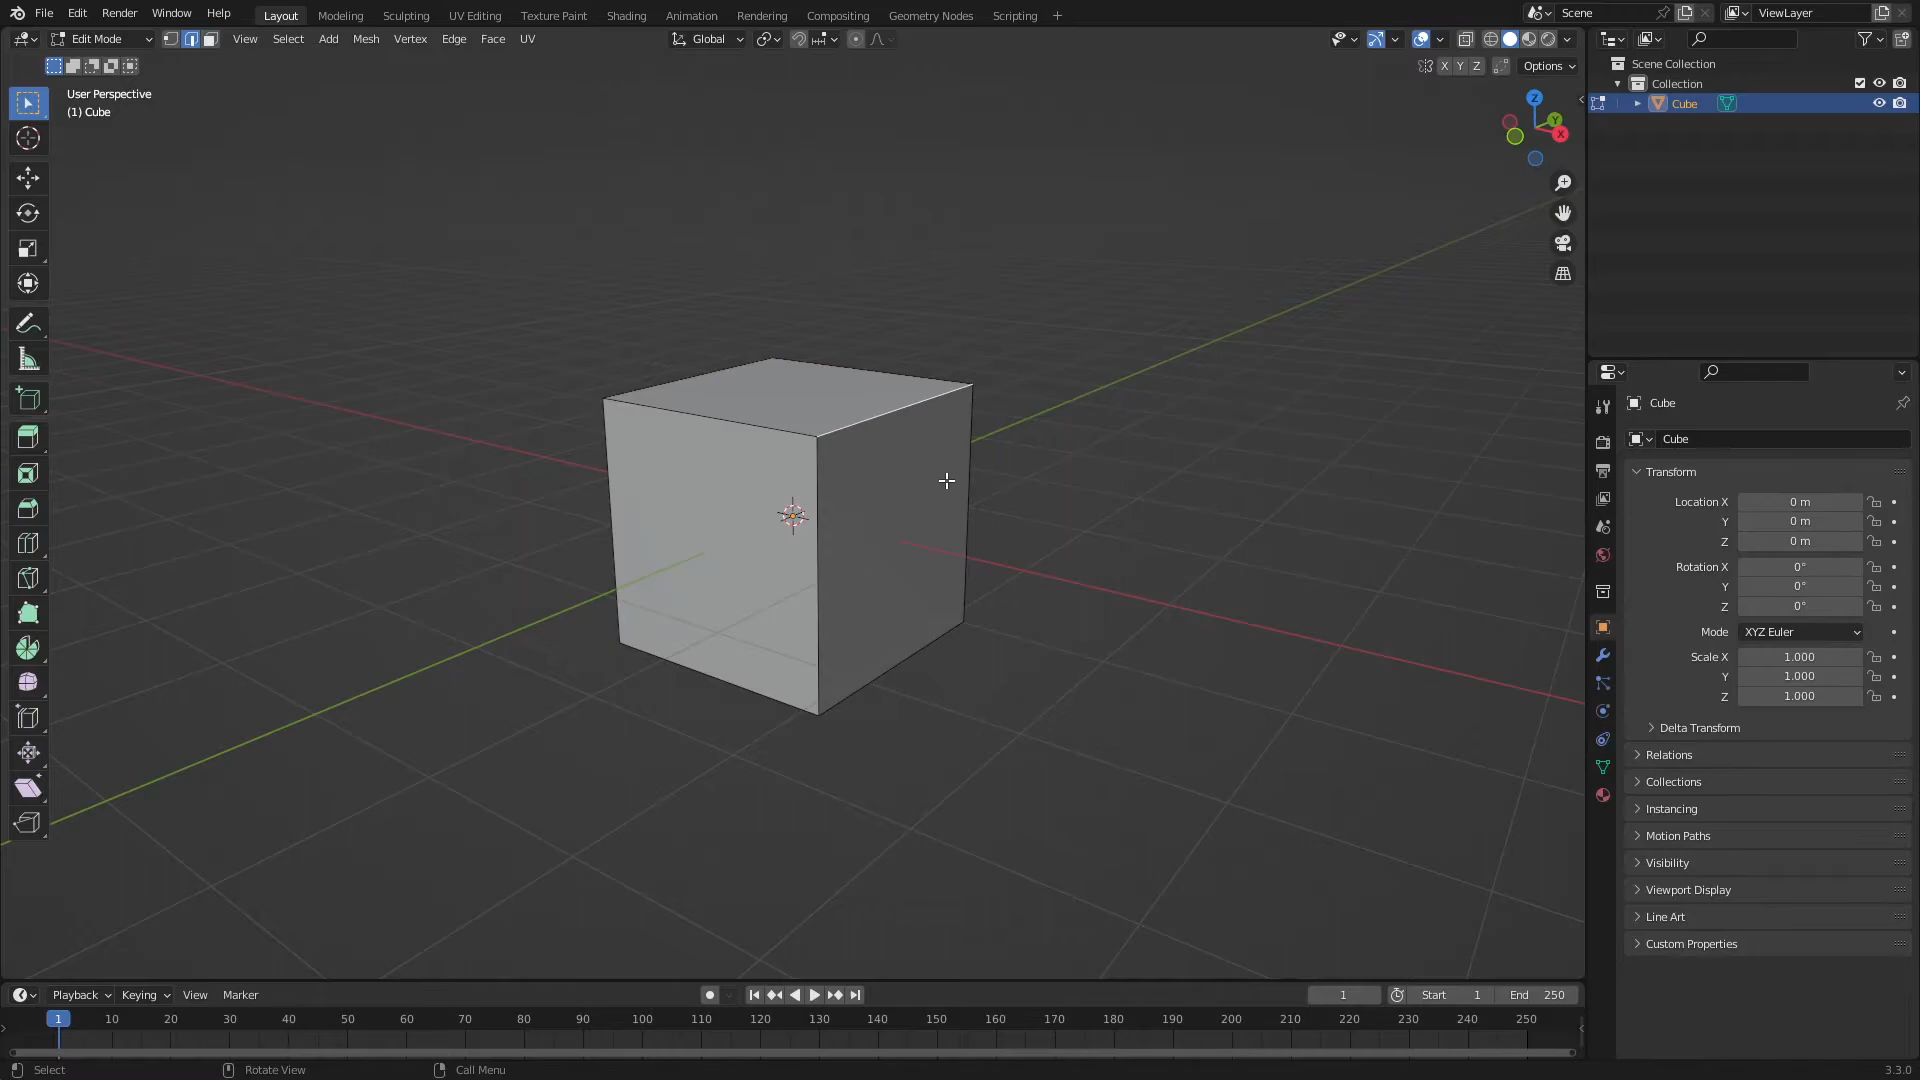 File Edit Render Window Help Layout Modeling Sculpting UV Editing Texture Paint Shading Animation Rendering Compositing Geometry Nodes Scripting + Scene ViewLayer
Edit Mode View Select Add Mesh Vertex Edge Face UV Global
X Y Z Options
User Perspective
(1) Cube
Z
Y
X
Scene Collection
Collection
Cube
Cube
Cube
Transform
Location X 0 m
Y 0 m
Z 0 m
Rotation X 0°
Y 0°
Z 0°
Mode XYZ Euler
Scale X 1.000
Y 1.000
Z 1.000
Delta Transform
Relations
Collections
Instancing
Motion Paths
Visibility
Viewport Display
Line Art
Custom Properties
Playback Keying View Marker 1 Start 1 End 250
1 10 20 30 40 50 60 70 80 90 100 110 120 130 140 150 160 170 180 190 200 210 220 230 240 250
Select Rotate View Call Menu 3.3.0